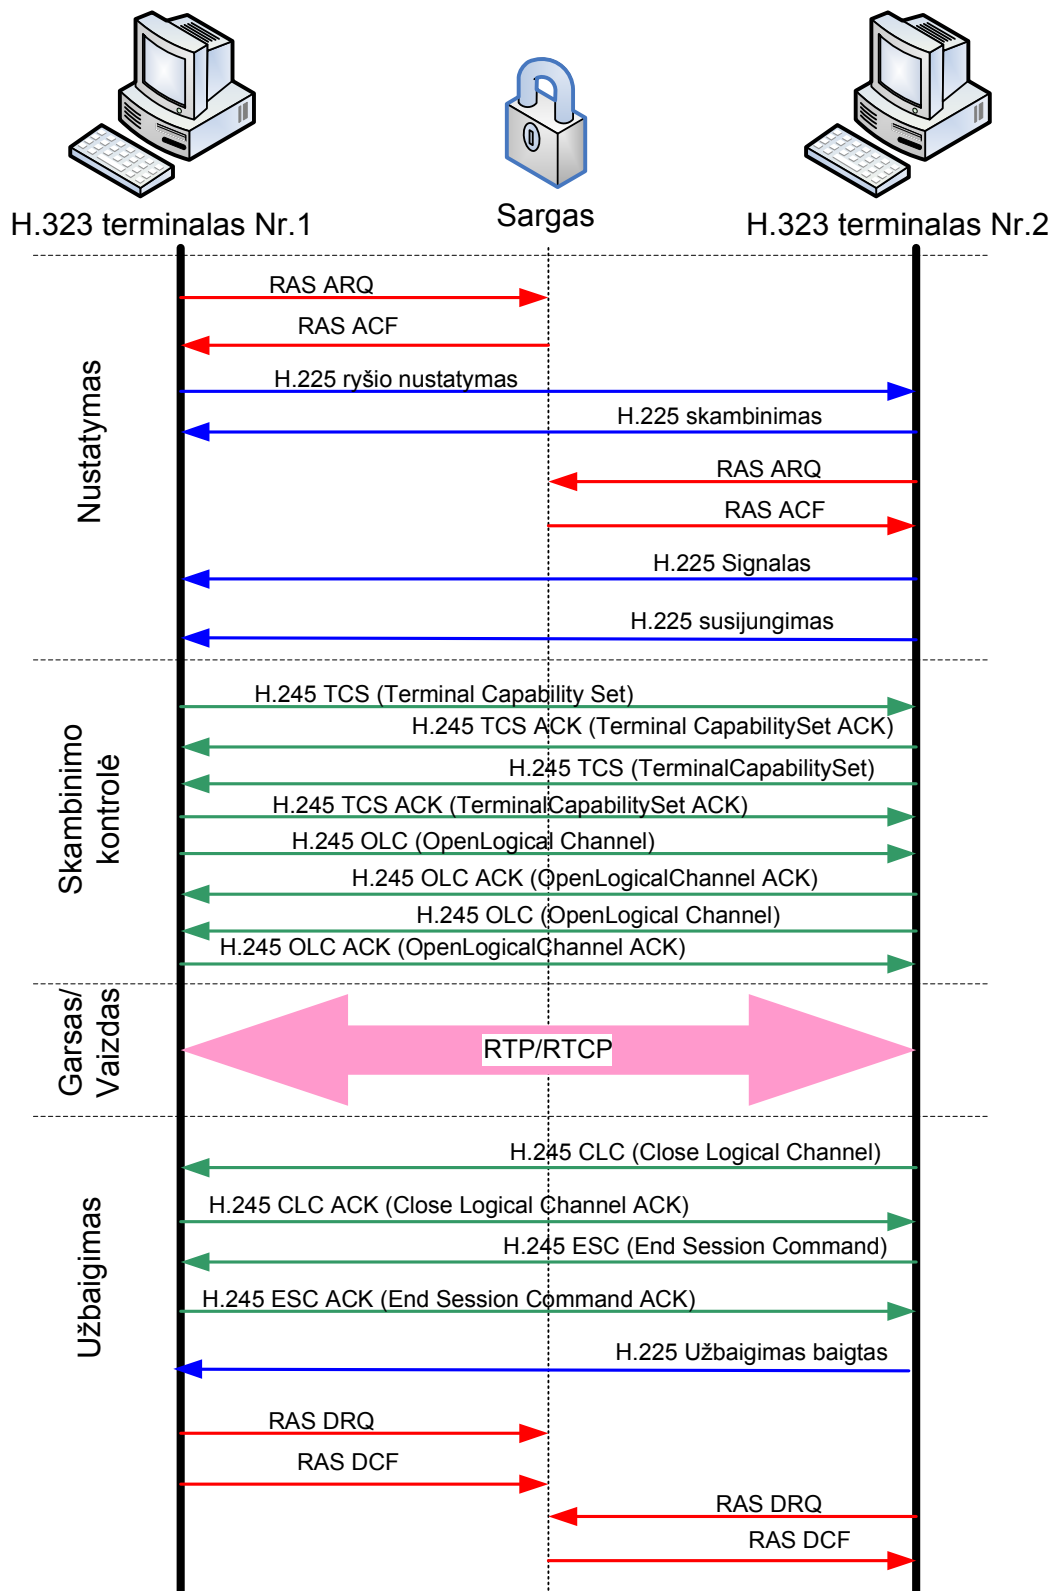 H.323 terminalas Nr.1
Sargas
H.323 terminalas Nr.2
Nustatymas
RAS ARQ
RAS ACF
H.225 ryšio nustatymas
H.225 skambinimas
RAS ARQ
RAS ACF
H.225 Signalas
H.225 susijungimas
Skambinimo
kontrolė
H.245 TCS (Terminal Capability Set)
H.245 TCS ACK (Terminal CapabilitySet ACK)
H.245 TCS (TerminalCapabilitySet)
H.245 TCS ACK (TerminalCapabilitySet ACK)
H.245 OLC (OpenLogical Channel)
H.245 OLC ACK (OpenLogicalChannel ACK)
H.245 OLC (OpenLogical Channel)
H.245 OLC ACK (OpenLogicalChannel ACK)
Garsas/
Vaizdas
RTP/RTCP
Užbaigimas
H.245 CLC (Close Logical Channel)
H.245 CLC ACK (Close Logical Channel ACK)
H.245 ESC (End Session Command)
H.245 ESC ACK (End Session Command ACK)
H.225 Užbaigimas baigtas
RAS DRQ
RAS DCF
RAS DRQ
RAS DCF